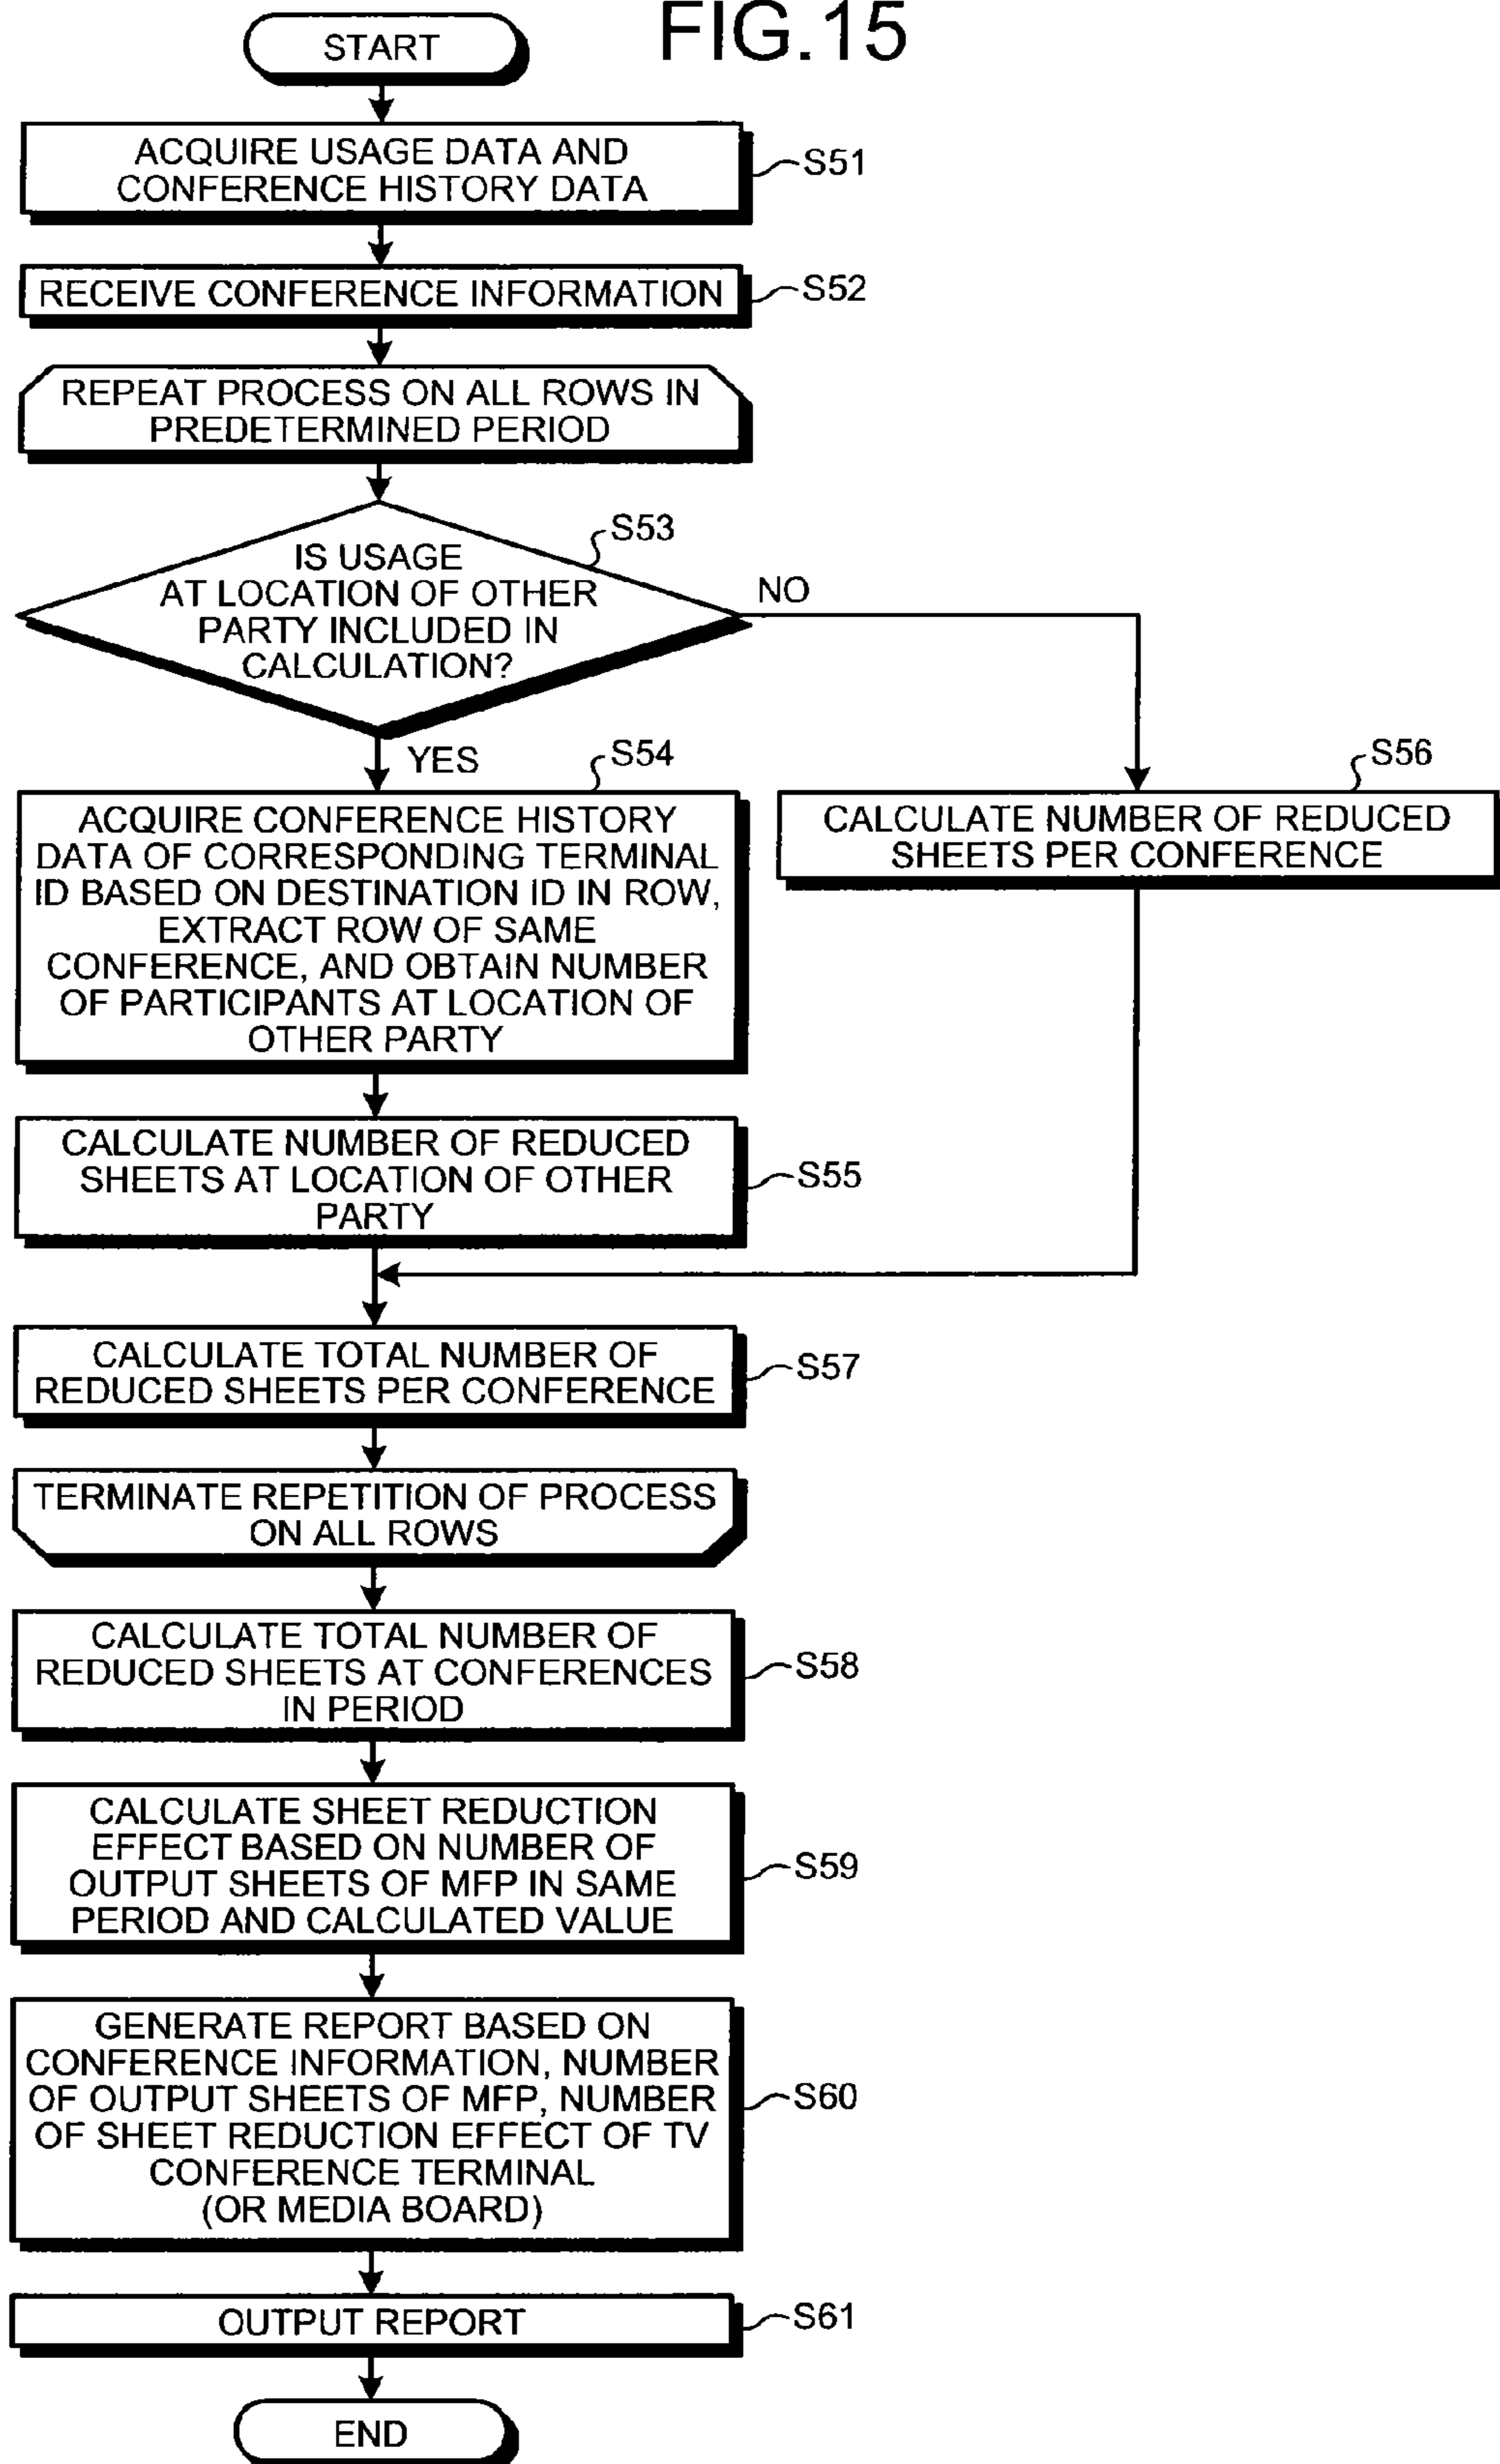 FIG.15
START
ACQUIRE USAGE DATA AND
CONFERENCE HISTORY DATA
S51
RECEIVE CONFERENCE INFORMATION
S52
REPEAT PROCESS ON ALL ROWS IN
PREDETERMINED PERIOD
S53
IS USAGE
AT LOCATION OF OTHER
PARTY INCLUDED IN
CALCULATION?
NO
YES
S54
ACQUIRE CONFERENCE HISTORY
DATA OF CORRESPONDING TERMINAL
ID BASED ON DESTINATION ID IN ROW,
EXTRACT ROW OF SAME
CONFERENCE, AND OBTAIN NUMBER
OF PARTICIPANTS AT LOCATION OF
OTHER PARTY
S56
CALCULATE NUMBER OF REDUCED
SHEETS PER CONFERENCE
CALCULATE NUMBER OF REDUCED
SHEETS AT LOCATION OF OTHER
PARTY
S55
CALCULATE TOTAL NUMBER OF
REDUCED SHEETS PER CONFERENCE
S57
TERMINATE REPETITION OF PROCESS
ON ALL ROWS
CALCULATE TOTAL NUMBER OF
REDUCED SHEETS AT CONFERENCES
IN PERIOD
S58
CALCULATE SHEET REDUCTION
EFFECT BASED ON NUMBER OF
OUTPUT SHEETS OF MFP IN SAME
PERIOD AND CALCULATED VALUE
S59
GENERATE REPORT BASED ON
CONFERENCE INFORMATION, NUMBER
OF OUTPUT SHEETS OF MFP, NUMBER
OF SHEET REDUCTION EFFECT OF TV
CONFERENCE TERMINAL
(OR MEDIA BOARD)
S60
OUTPUT REPORT
S61
END